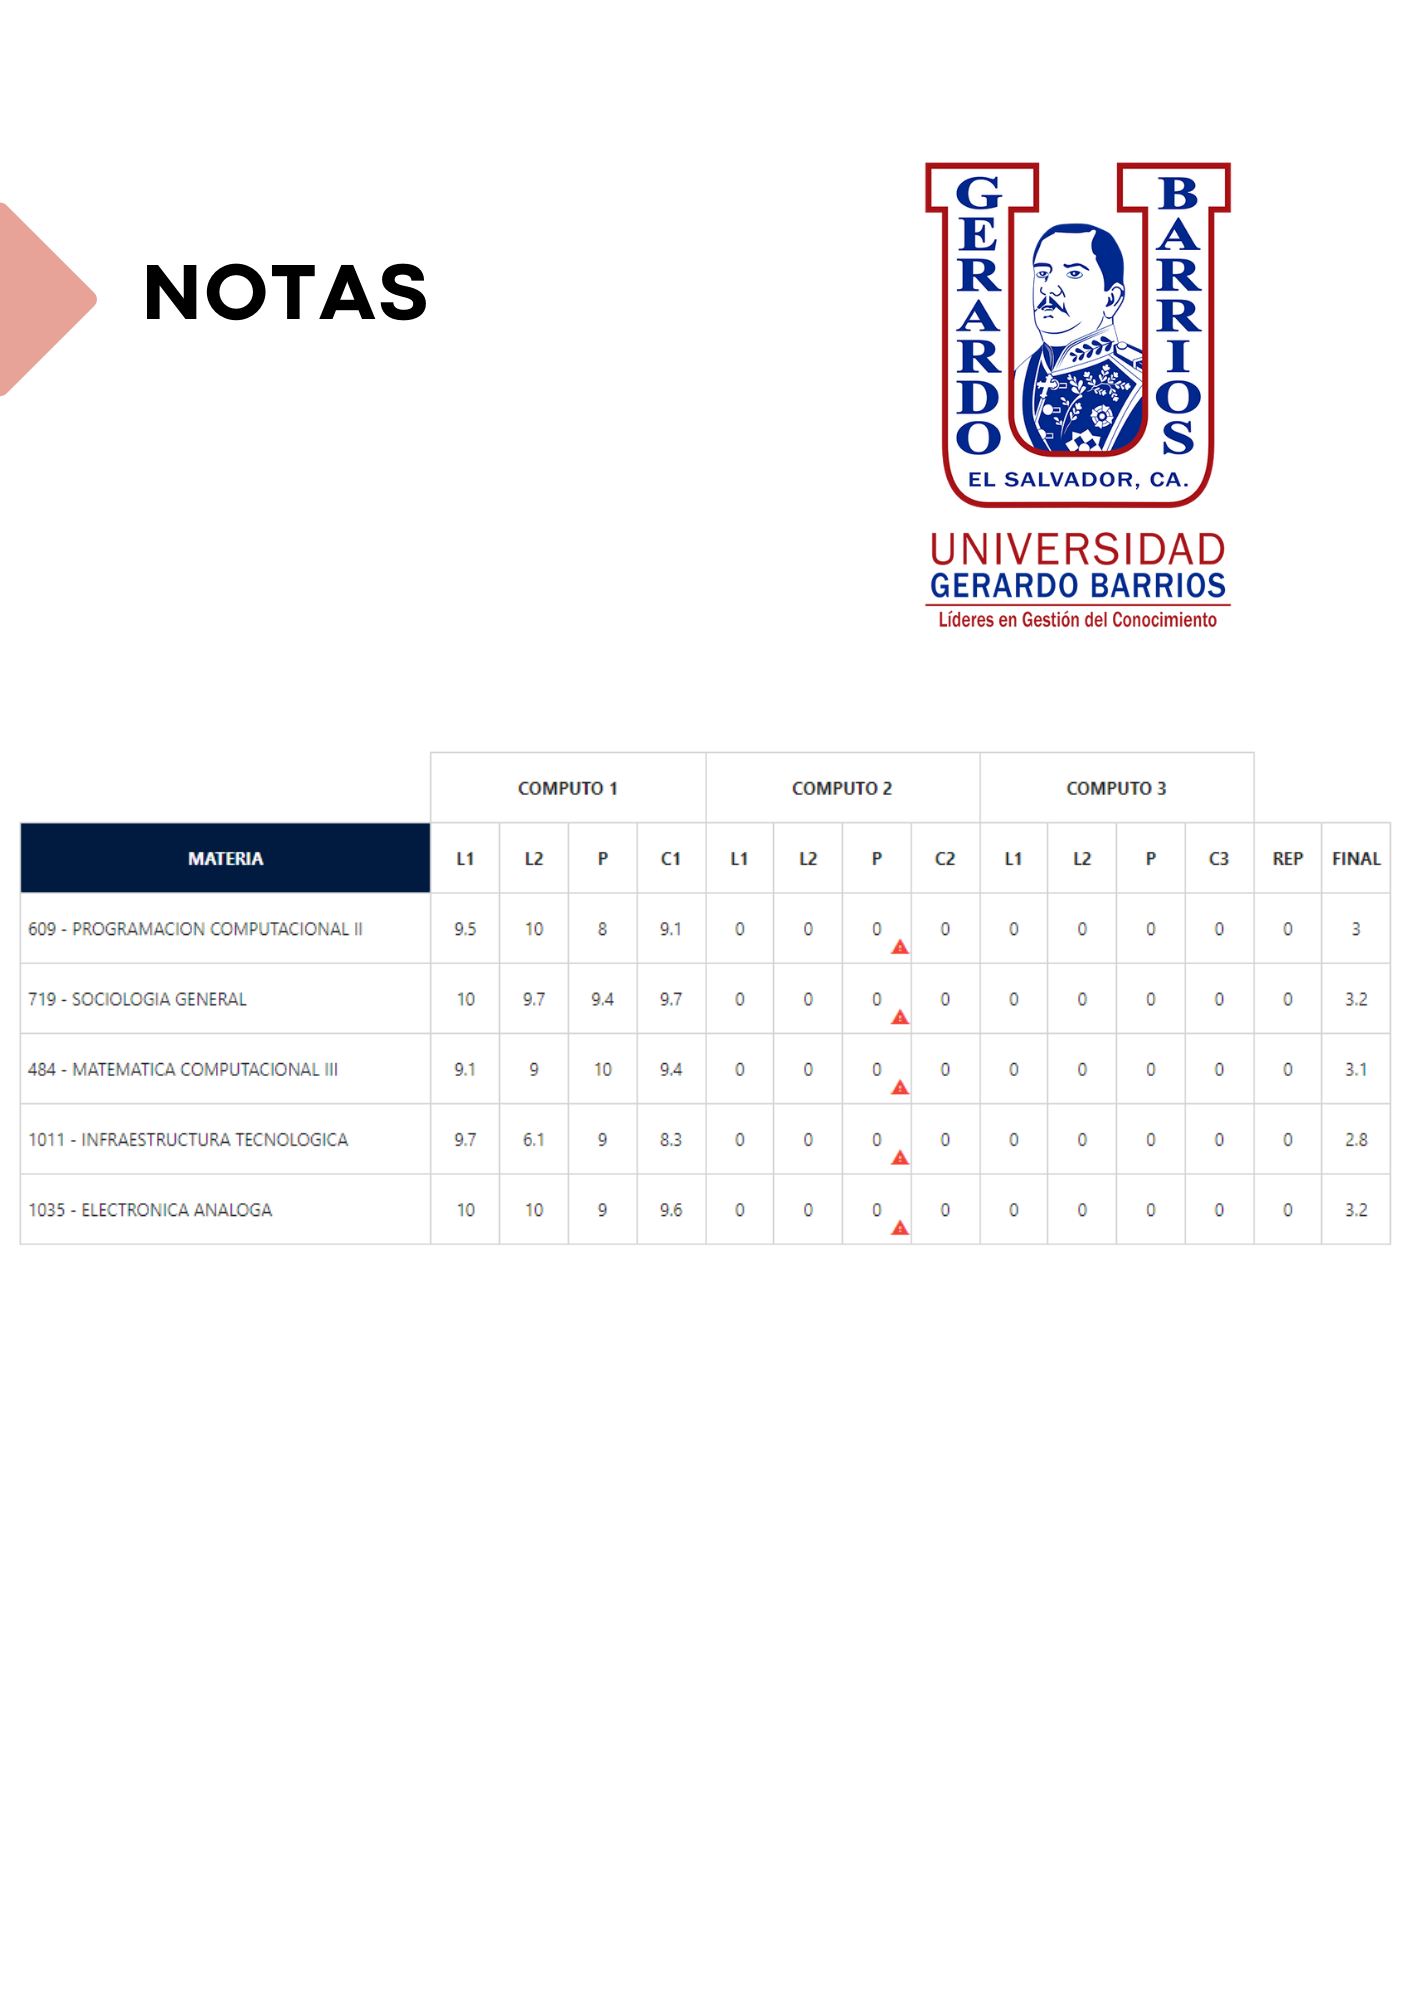 NOTAS
GERARDO
BARRIOS
EL SALVADOR, CA.
UNIVERSIDAD
GERARDO BARRIOS
Líderes en Gestión del Conocimiento
COMPUTO 1 COMPUTO 2 COMPUTO 3
MATERIA L1 L2 P C1 L1 L2 P C2 L1 L2 P C3 REP FINAL
609 - PROGRAMACION COMPUTACIONAL II 9.5 10 8 9.1 0 0 0 0 0 0 0 0 0 3
719 - SOCIOLOGIA GENERAL 10 9.7 9.4 9.7 0 0 0 0 0 0 0 0 0 3.2
484 - MATEMATICA COMPUTACIONAL III 9.1 9 10 9.4 0 0 0 0 0 0 0 0 0 3.1
1011 - INFRAESTRUCTURA TECNOLOGICA 9.7 6.1 9 8.3 0 0 0 0 0 0 0 0 0 2.8
1035 - ELECTRONICA ANALOGA 10 10 9 9.6 0 0 0 0 0 0 0 0 0 3.2